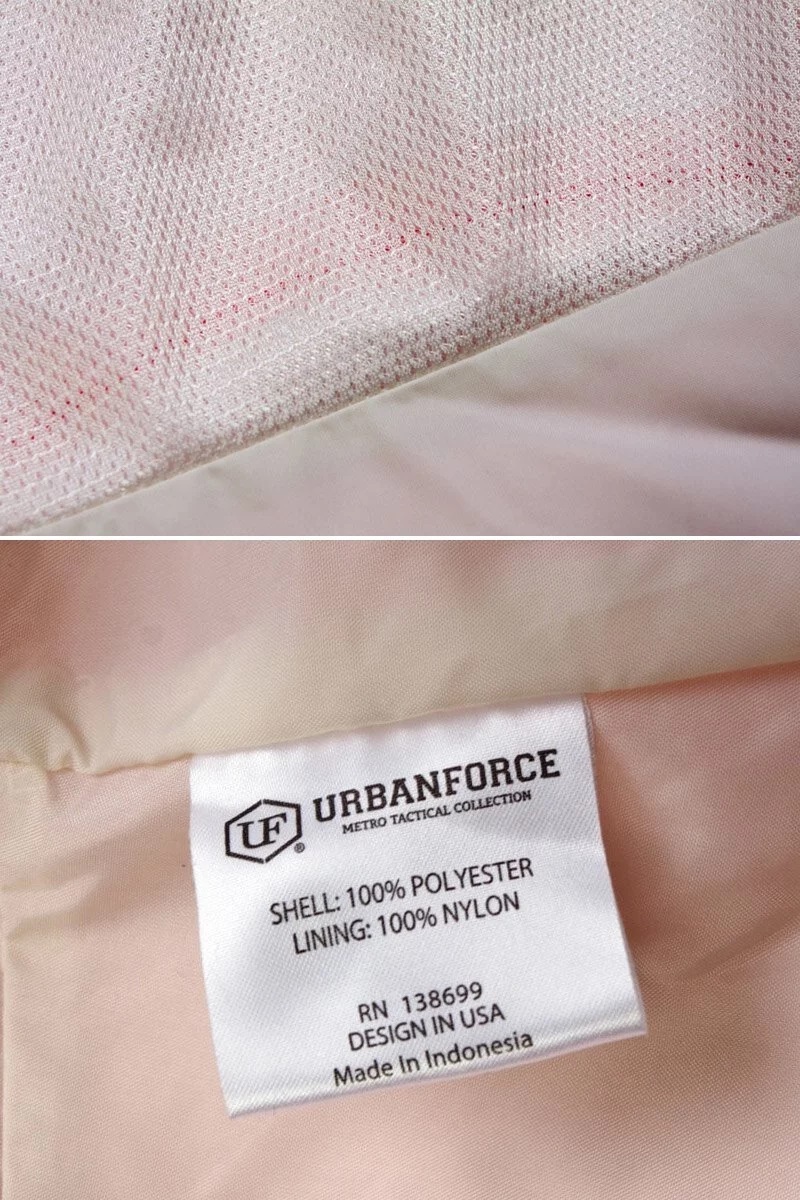 UF®
URBANFORCE
METRO TACTICAL COLLECTION
SHELL: 100% POLYESTER
LINING: 100% NYLON
RN 138699
DESIGN IN USA
Made In Indonesia